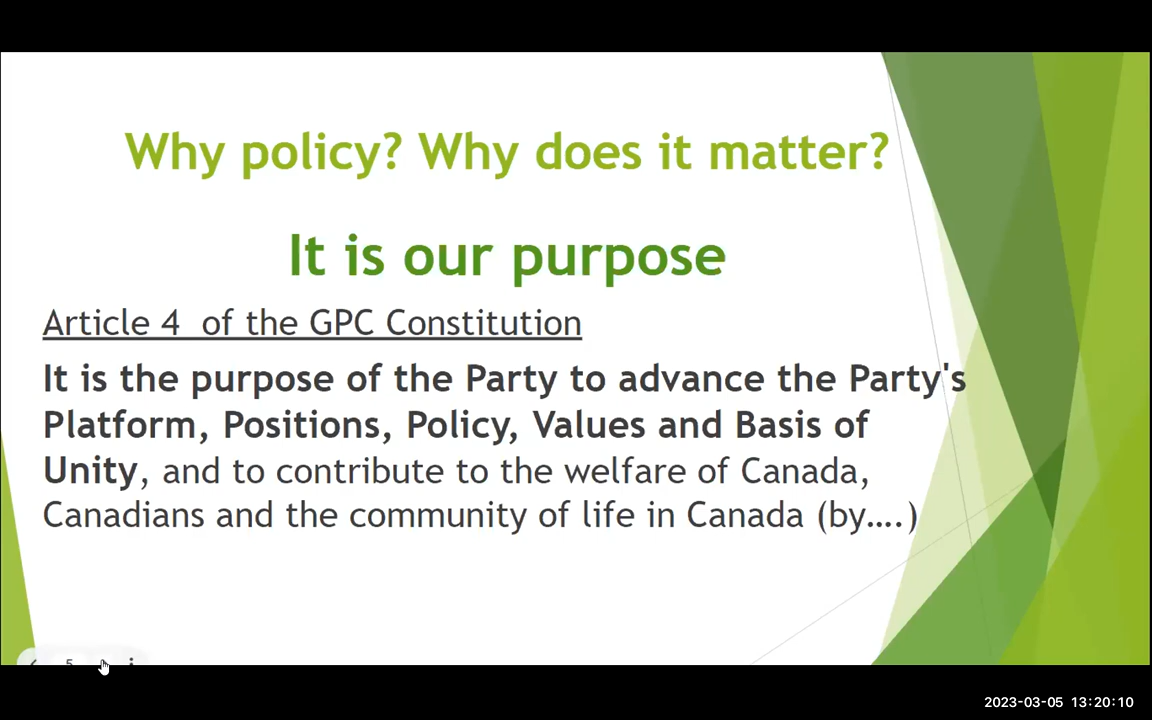 Why policy? Why does it matter?
It is our purpose
Article 4  of the GPC Constitution
It is the purpose of the Party to advance the Party's
Platform, Positions, Policy, Values and Basis of
Unity, and to contribute to the welfare of Canada,
Canadians and the community of life in Canada (by….)
5
2023-03-05 13:20:10